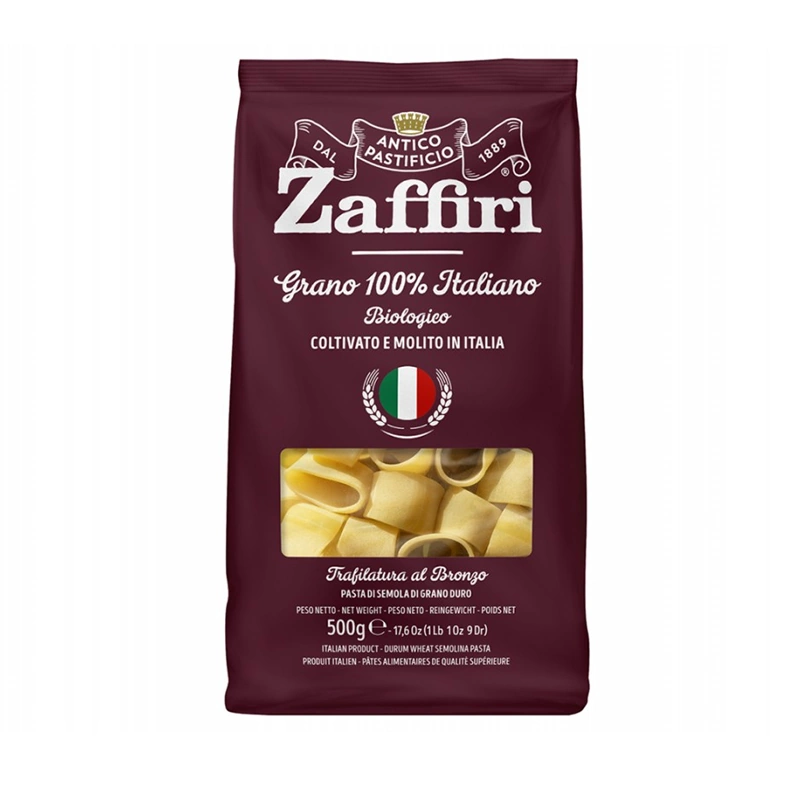 ANTICO
PASTIFICIO
DAL 1889
Zaffiri®
Grano 100% Italiano
Biologico
COLTIVATO E MOLITO IN ITALIA
Trafilatura al Bronzo
PASTA DI SEMOLA DI GRANO DURO
PESO NETTO - NET WEIGHT - PESO NETO - REINGEWICHT - POIDS NET
500g ℮ - 17,6 Oz (1 Lb 1 Oz 9 Dr)
ITALIAN PRODUCT - DURUM WHEAT SEMOLINA PASTA
PRODUIT ITALIEN - PÂTES ALIMENTAIRES DE QUALITÈ SUPÉRIEURE